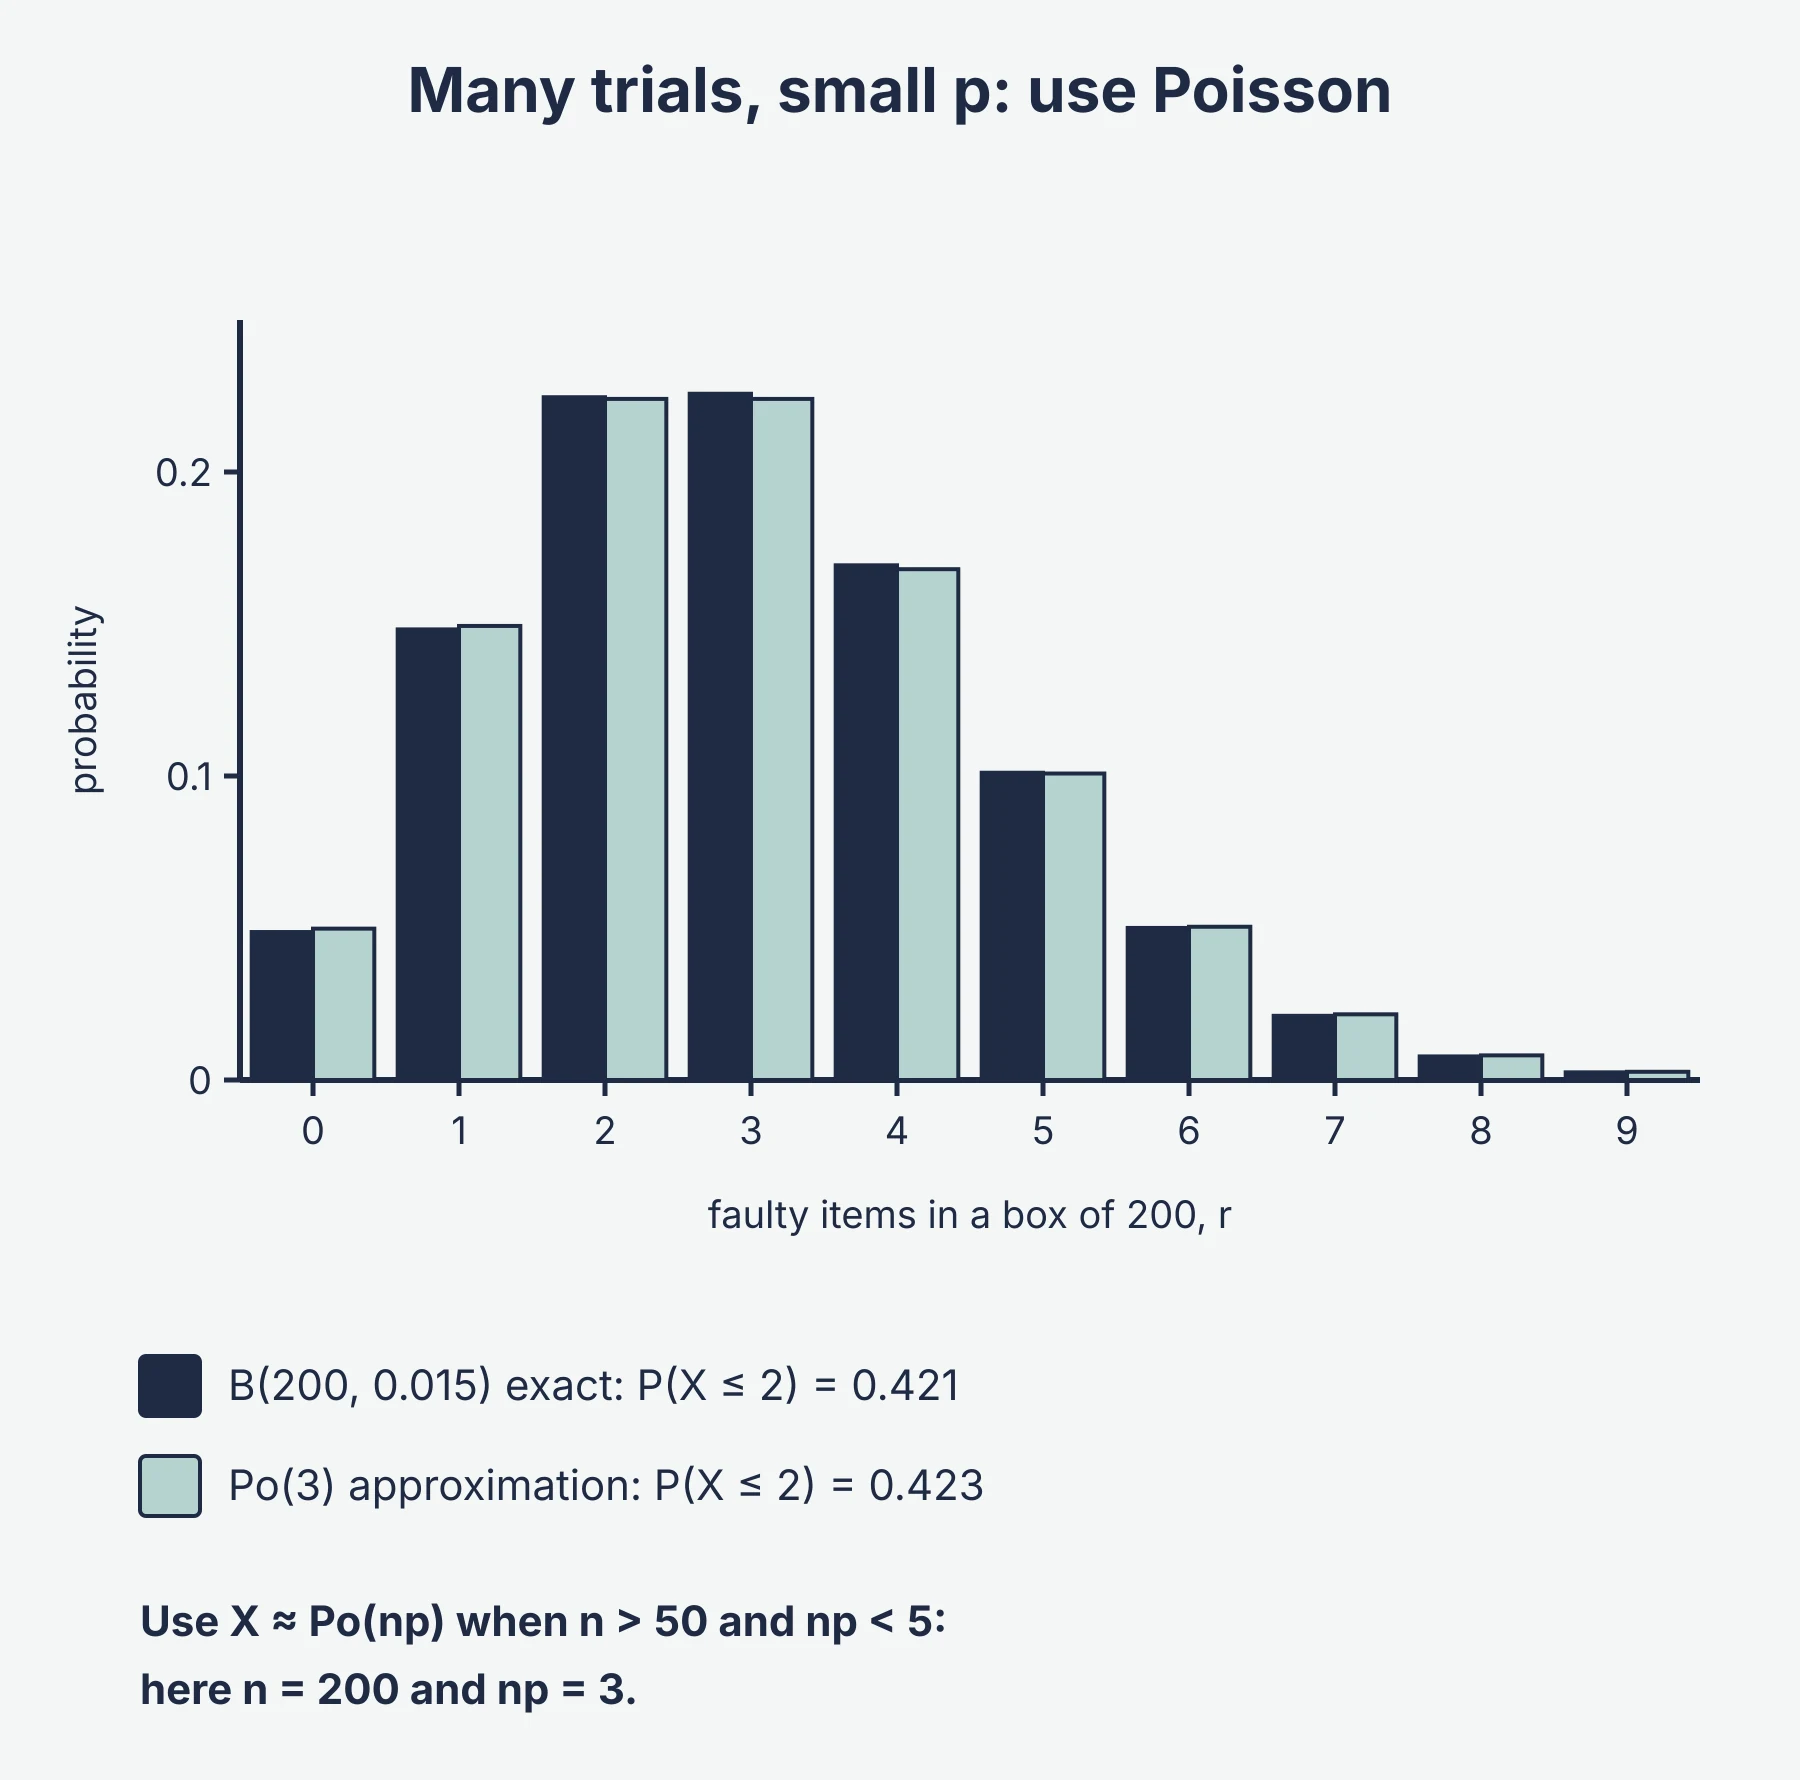 Many trials, small p: use Poisson
probability
0.2
0.1
0
0 1 2 3 4 5 6 7 8 9
faulty items in a box of 200, r
B(200, 0.015) exact: P(X ≤ 2) = 0.421
Po(3) approximation: P(X ≤ 2) = 0.423
Use X ≈ Po(np) when n > 50 and np < 5:
here n = 200 and np = 3.